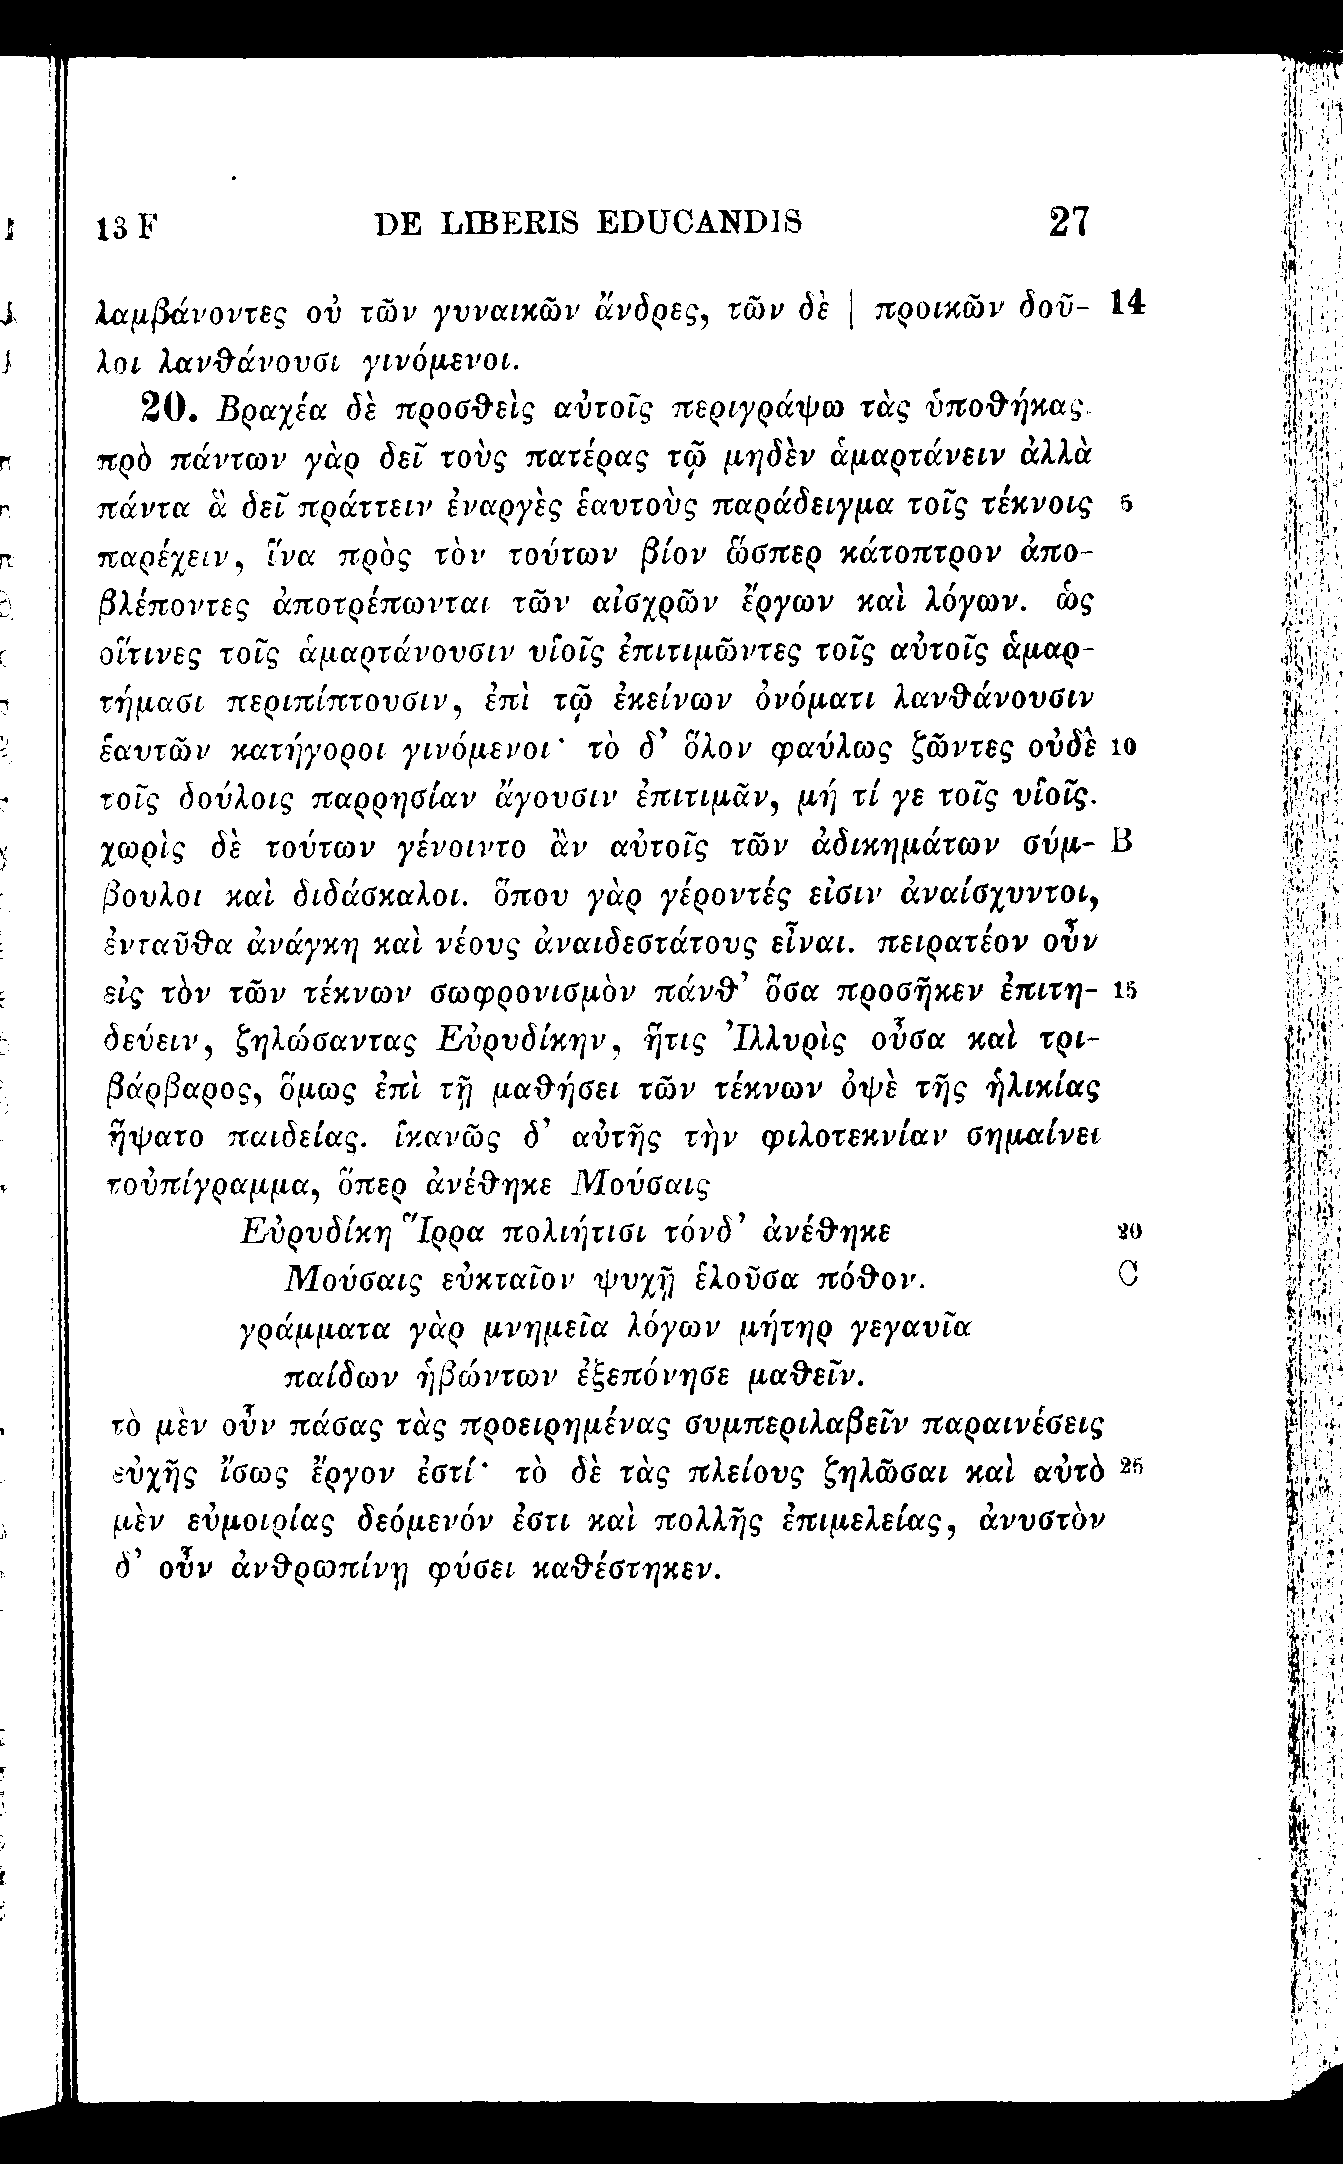 13 F DE LIBERIS EDUCANDIS 27
λαμβάνοντες οὐ τῶν γυναικῶν ἄνδρες, τῶν δὲ | προικῶν δοῦ- 14
λοι λανθάνουσι γινόμενοι.
20. Βραχέα δὲ προσθεὶς αὐτοῖς περιγράψω τὰς ὑποθήκας.
πρὸ πάντων γὰρ δεῖ τοὺς πατέρας τῷ μηδὲν ἁμαρτάνειν ἀλλὰ
πάντα ἃ δεῖ πράττειν ἐναργὲς ἑαυτοὺς παράδειγμα τοῖς τέκνοις 5
παρέχειν, ἵνα πρὸς τὸν τούτων βίον ὥσπερ κάτοπτρον ἀπο-
βλέποντες ἀποτρέπωνται τῶν αἰσχρῶν ἔργων καὶ λόγων. ὡς
οἵτινες τοῖς ἁμαρτάνουσιν υἱοῖς ἐπιτιμῶντες τοῖς αὐτοῖς ἁμαρ-
τήμασι περιπίπτουσιν, ἐπὶ τῷ ἐκείνων ὀνόματι λανθάνουσιν
ἑαυτῶν κατήγοροι γινόμενοι· τὸ δ’ ὅλον φαύλως ζῶντες οὐδὲ 10
τοῖς δούλοις παρρησίαν ἄγουσιν ἐπιτιμᾶν, μή τί γε τοῖς υἱοῖς.
χωρὶς δὲ τούτων γένοιντο ἂν αὐτοῖς τῶν ἀδικημάτων σύμ- B
βουλοι καὶ διδάσκαλοι. ὅπου γὰρ γέροντές εἰσιν ἀναίσχυντοι,
ἐνταῦθα ἀνάγκη καὶ νέους ἀναιδεστάτους εἶναι. πειρατέον οὖν
εἰς τὸν τῶν τέκνων σωφρονισμὸν πάνθ’ ὅσα προσῆκεν ἐπιτη- 15
δεύειν, ζηλώσαντας Εὐρυδίκην, ἥτις Ἰλλυρὶς οὖσα καὶ τρι-
βάρβαρος, ὅμως ἐπὶ τῇ μαθήσει τῶν τέκνων ὀψὲ τῆς ἡλικίας
ἥψατο παιδείας. ἱκανῶς δ’ αὐτῆς τὴν φιλοτεκνίαν σημαίνει
τοὐπίγραμμα, ὅπερ ἀνέθηκε Μούσαις
Εὐρυδίκη Ἵρρα πολιήτισι τόνδ’ ἀνέθηκε 20
Μούσαις εὐκταῖον ψυχῇ ἑλοῦσα πόθον. C
γράμματα γὰρ μνημεῖα λόγων μήτηρ γεγαυῖα
παίδων ἡβώντων ἐξεπόνησε μαθεῖν.
τὸ μὲν οὖν πάσας τὰς προειρημένας συμπεριλαβεῖν παραινέσεις
εὐχῆς ἴσως ἔργον ἐστί· τὸ δὲ τὰς πλείους ζηλῶσαι καὶ αὐτὸ 25
μὲν εὐμοιρίας δεόμενόν ἐστι καὶ πολλῆς ἐπιμελείας, ἀνυστὸν
δ’ οὖν ἀνθρωπίνῃ φύσει καθέστηκεν.